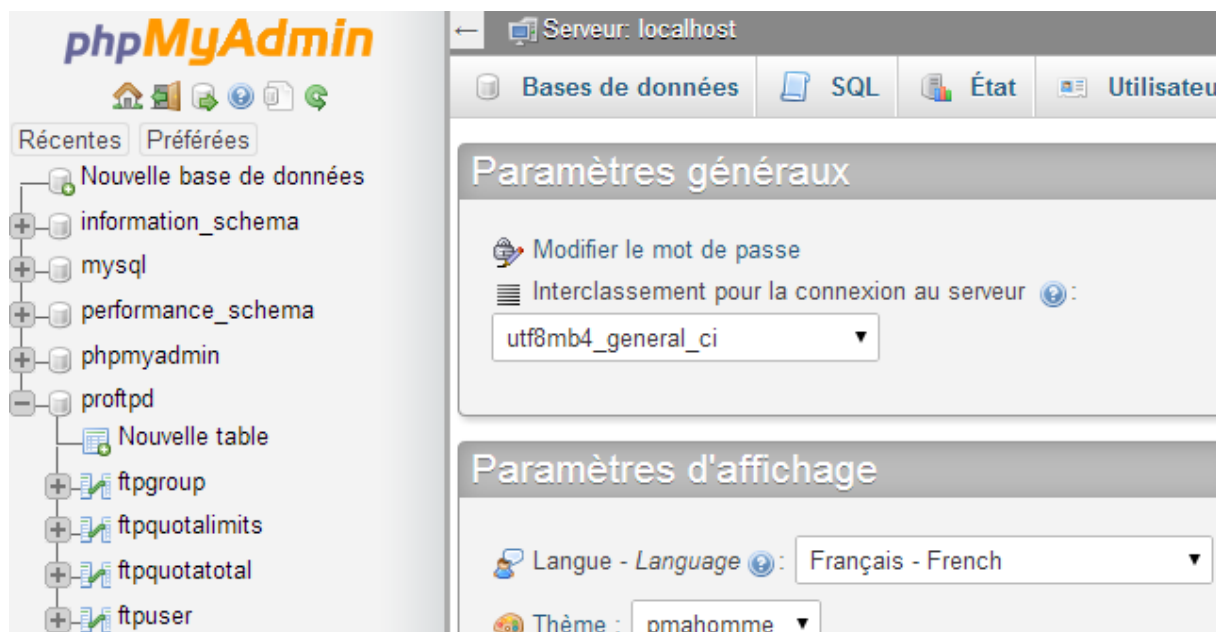 phpMyAdmin
Récentes Préférées
Nouvelle base de données
information_schema
mysql
performance_schema
phpmyadmin
proftpd
Nouvelle table
ftpgroup
ftpquotalimits
ftpquotatotal
ftpuser
← Serveur: localhost
Bases de données SQL État Utilisateu
Paramètres généraux
Modifier le mot de passe
Interclassement pour la connexion au serveur :
utf8mb4_general_ci
Paramètres d'affichage
Langue - Language : Français - French
Thème : pmahomme